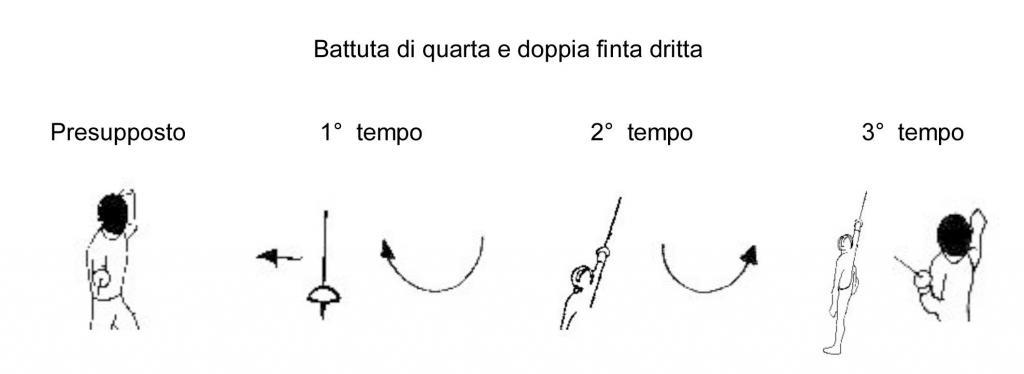 Battuta di quarta e doppia finta dritta
Presupposto 1° tempo 2° tempo 3° tempo